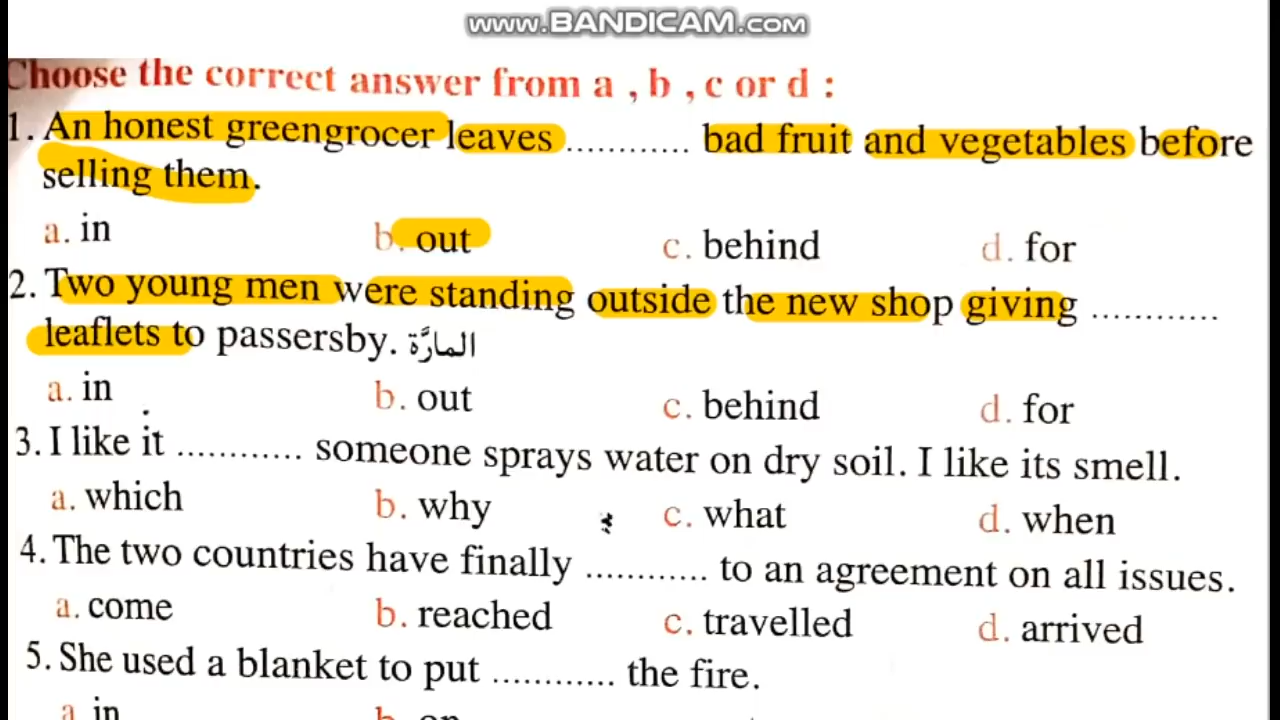 www.BANDICAM.com
Choose the correct answer from a , b , c or d :
1. An honest greengrocer leaves ............ bad fruit and vegetables before
selling them.
a. in b. out c. behind d. for
2. Two young men were standing outside the new shop giving ............
leaflets to passersby. المارَّة
a. in b. out c. behind d. for
3. I like it ............ someone sprays water on dry soil. I like its smell.
a. which b. why c. what d. when
4. The two countries have finally ............ to an agreement on all issues.
a. come b. reached c. travelled d. arrived
5. She used a blanket to put ............ the fire.
a. in b. on